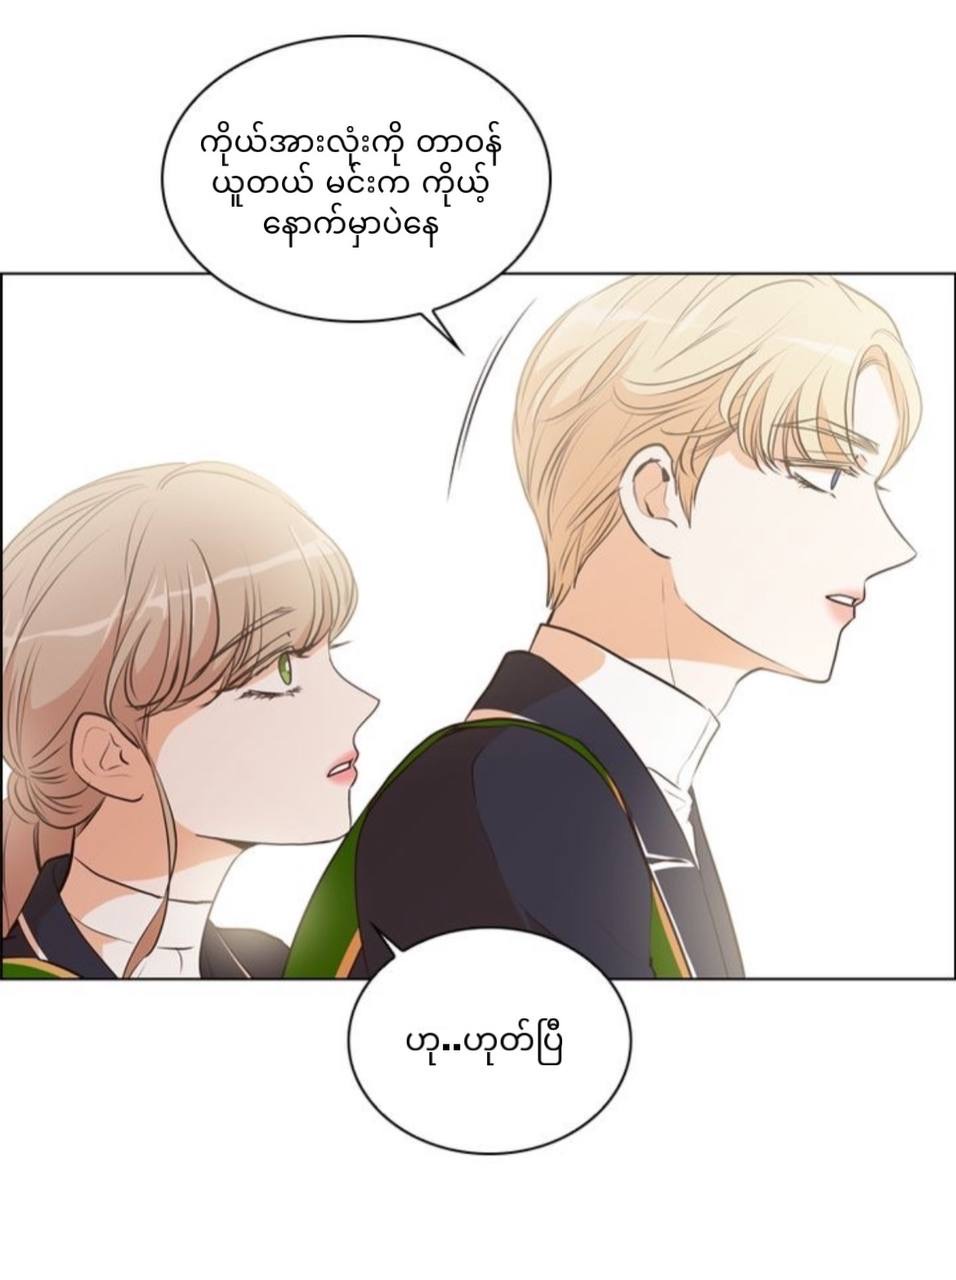 ကိုယ်အားလုံးကို တာဝန်
ယူတယ် မင်းက ကိုယ့်
နောက်မှာပဲနေ
ဟု..ဟုတ်ပြီ